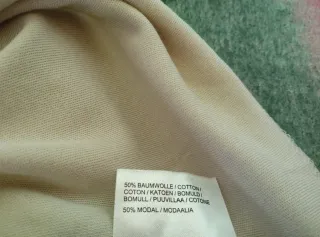 50% BAUMWOLLE / COTTON /
COTON / KATOEN / BOMULD /
BOMULL / PUUVILLAA / COTONE
50% MODAL / MODAALIA